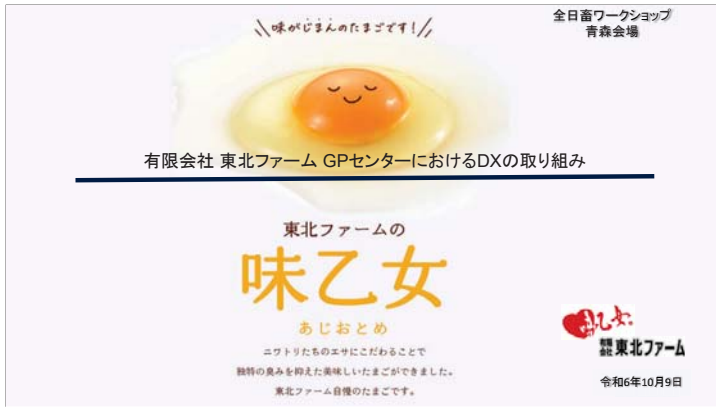 全日畜ワークショップ
青森会場
味がじまんのたまごです!
有限会社 東北ファーム GPセンターにおけるDXの取り組み
東北ファームの
味乙女
あじおとめ
ニワトリたちのエサにこだわることで
独特の臭みを抑えた美味しいたまごができました。
東北ファーム自慢のたまごです。
乙女
有限会社 東北ファーム
令和6年10月9日